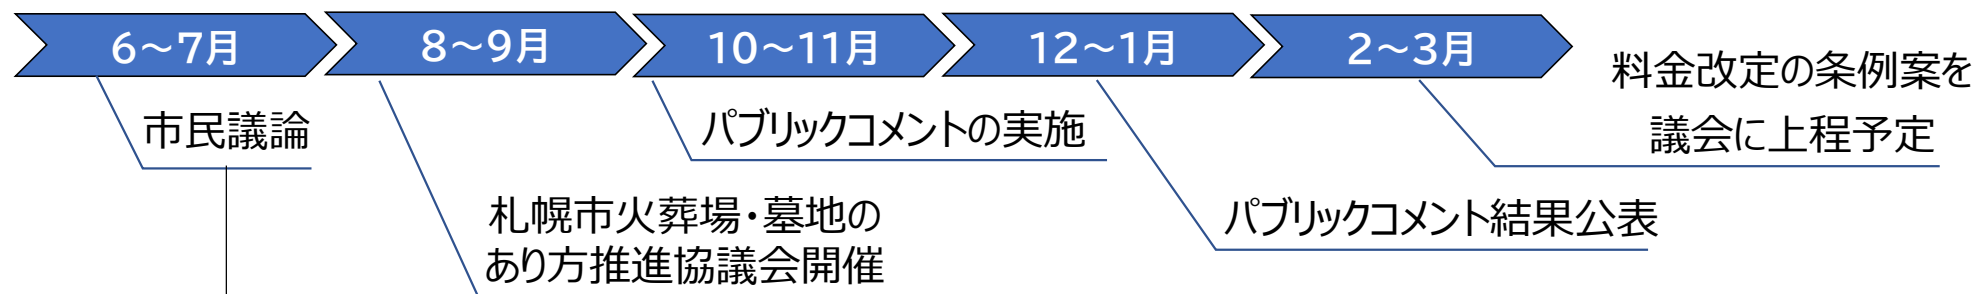 6～7月
8～9月
10～11月
12～1月
2～3月
料金改定の条例案を
議会に上程予定
市民議論
パブリックコメントの実施
札幌市火葬場・墓地の
あり方推進協議会開催
パブリックコメント結果公表